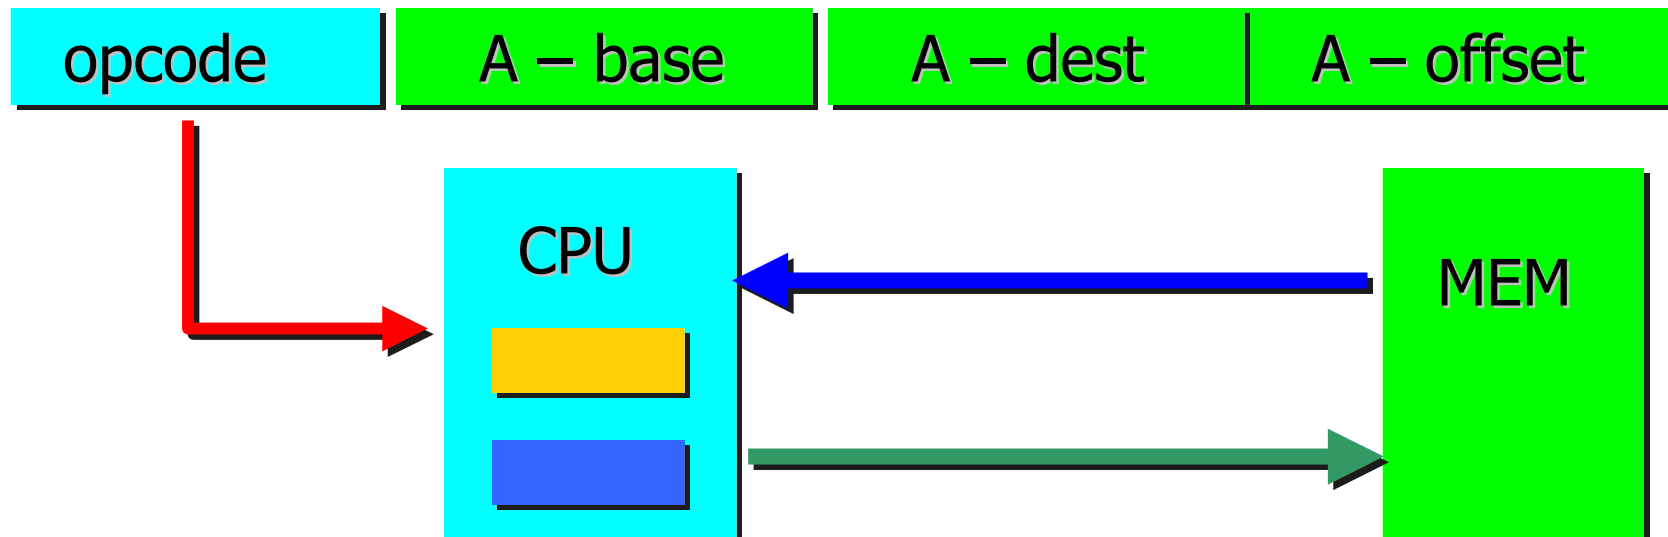 opcode
A – base
A – dest
A – offset
CPU
MEM